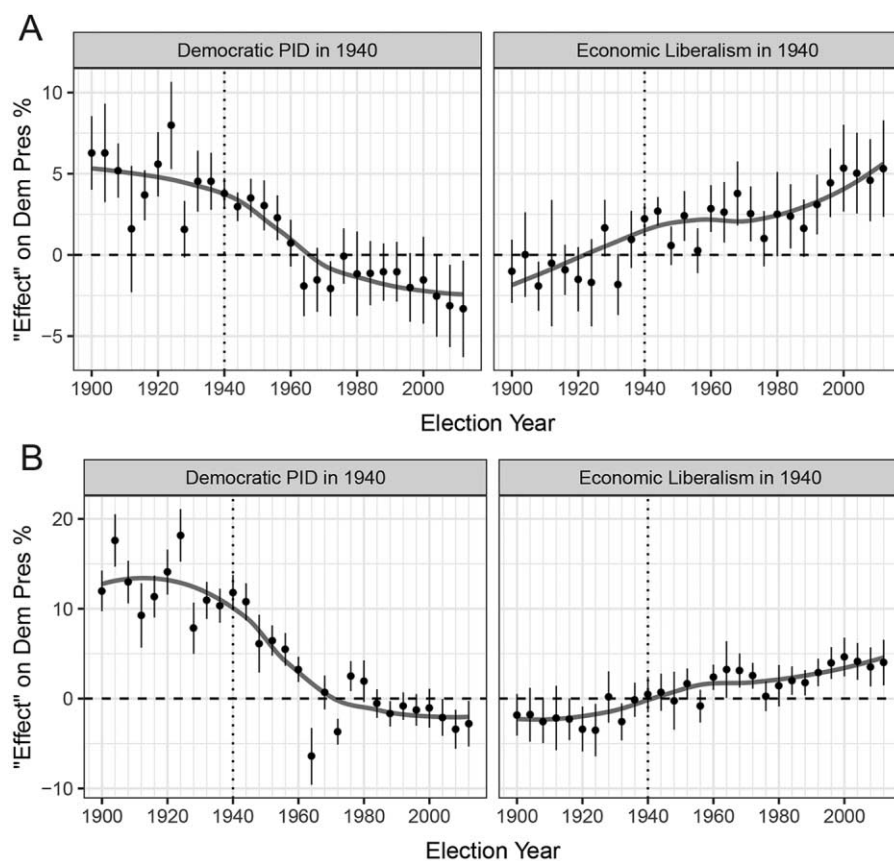 A
Democratic PID in 1940
Economic Liberalism in 1940
"Effect" on Dem Pres %
10
5
0
−5
1900 1920 1940 1960 1980 2000
1900 1920 1940 1960 1980 2000
Election Year
B
Democratic PID in 1940
Economic Liberalism in 1940
"Effect" on Dem Pres %
20
10
0
−10
1900 1920 1940 1960 1980 2000
1900 1920 1940 1960 1980 2000
Election Year